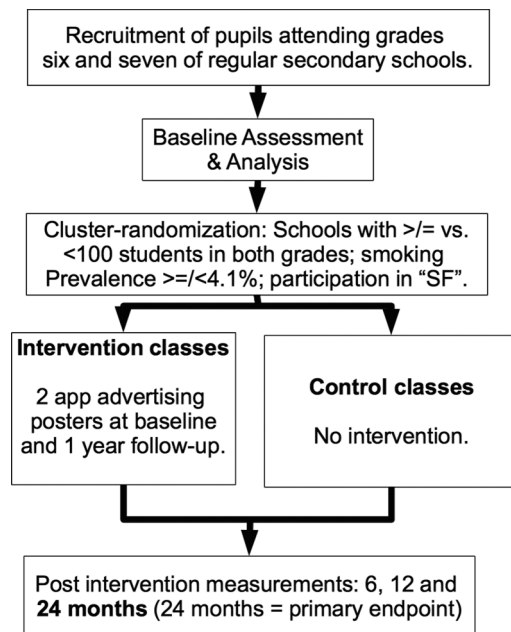 Recruitment of pupils attending grades
six and seven of regular secondary schools.
Baseline Assessment
& Analysis
Cluster-randomization: Schools with >/= vs.
<100 students in both grades; smoking
Prevalence >=/<4.1%; participation in “SF”.
Intervention classes
2 app advertising
posters at baseline
and 1 year follow-up.
Control classes
No intervention.
Post intervention measurements: 6, 12 and
24 months (24 months = primary endpoint)